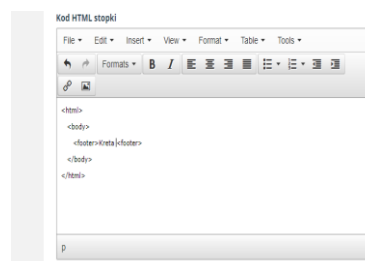 Kod HTML stopki
File Edit Insert View Format Table Tools
Formats B I
<html>
<body>
<footer>Kreta <footer>
</body>
</html>
p